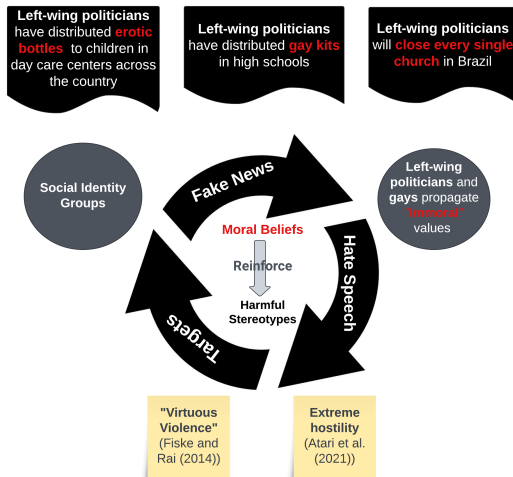 Left-wing politicians
have distributed erotic
bottles to children in
day care centers across
the country
Left-wing politicians
have distributed gay kits
in high schools
Left-wing politicians
will close every single
church in Brazil
Social Identity
Groups
Fake News
Left-wing
politicians and
gays propagate
"Immoral"
values
Moral Beliefs
Reinforce
Harmful
Stereotypes
Hate Speech
Targets
"Virtuous
Violence"
(Fiske and
Rai (2014))
Extreme
hostility
(Atari et al.
(2021))